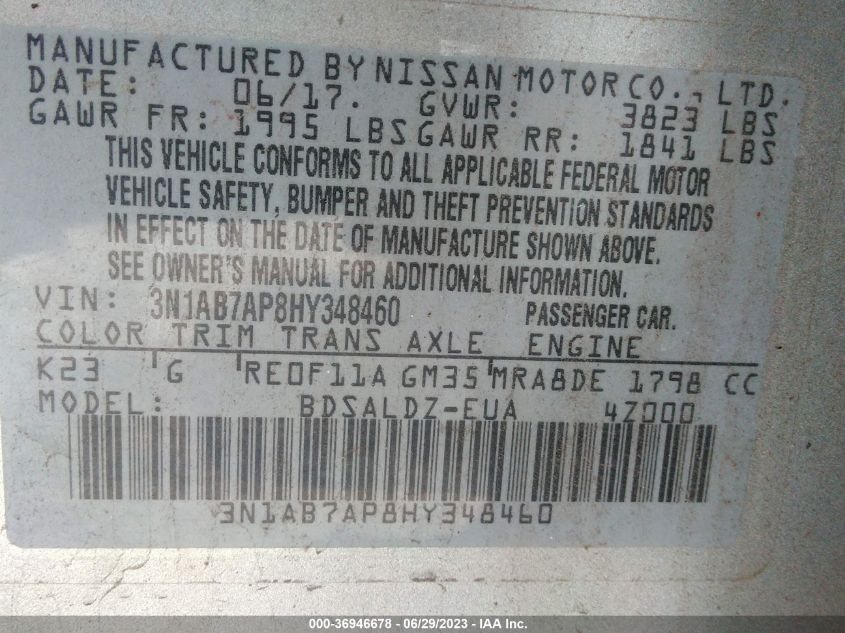 MANUFACTURED BY NISSAN MOTOR CO., LTD.
DATE: 06/17. GVWR: 3823 LBS
GAWR FR: 1995 LBS GAWR RR: 1841 LBS
THIS VEHICLE CONFORMS TO ALL APPLICABLE FEDERAL MOTOR
VEHICLE SAFETY, BUMPER AND THEFT PREVENTION STANDARDS
IN EFFECT ON THE DATE OF MANUFACTURE SHOWN ABOVE.
SEE OWNER'S MANUAL FOR ADDITIONAL INFORMATION.
VIN: 3N1AB7AP8HY348460 PASSENGER CAR.
COLOR TRIM TRANS AXLE ENGINE
K23 G RE0F11A GM35 MRA8DE 1798 CC
MODEL: BDSALDZ-EUA 4Z000
3N1AB7AP8HY348460
000-36946678 - 06/29/2023 - IAA Inc.